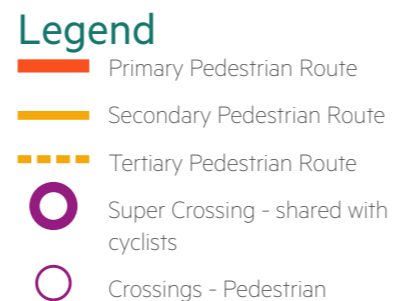 Legend
Primary Pedestrian Route
Secondary Pedestrian Route
Tertiary Pedestrian Route
Super Crossing - shared with
cyclists
Crossings - Pedestrian